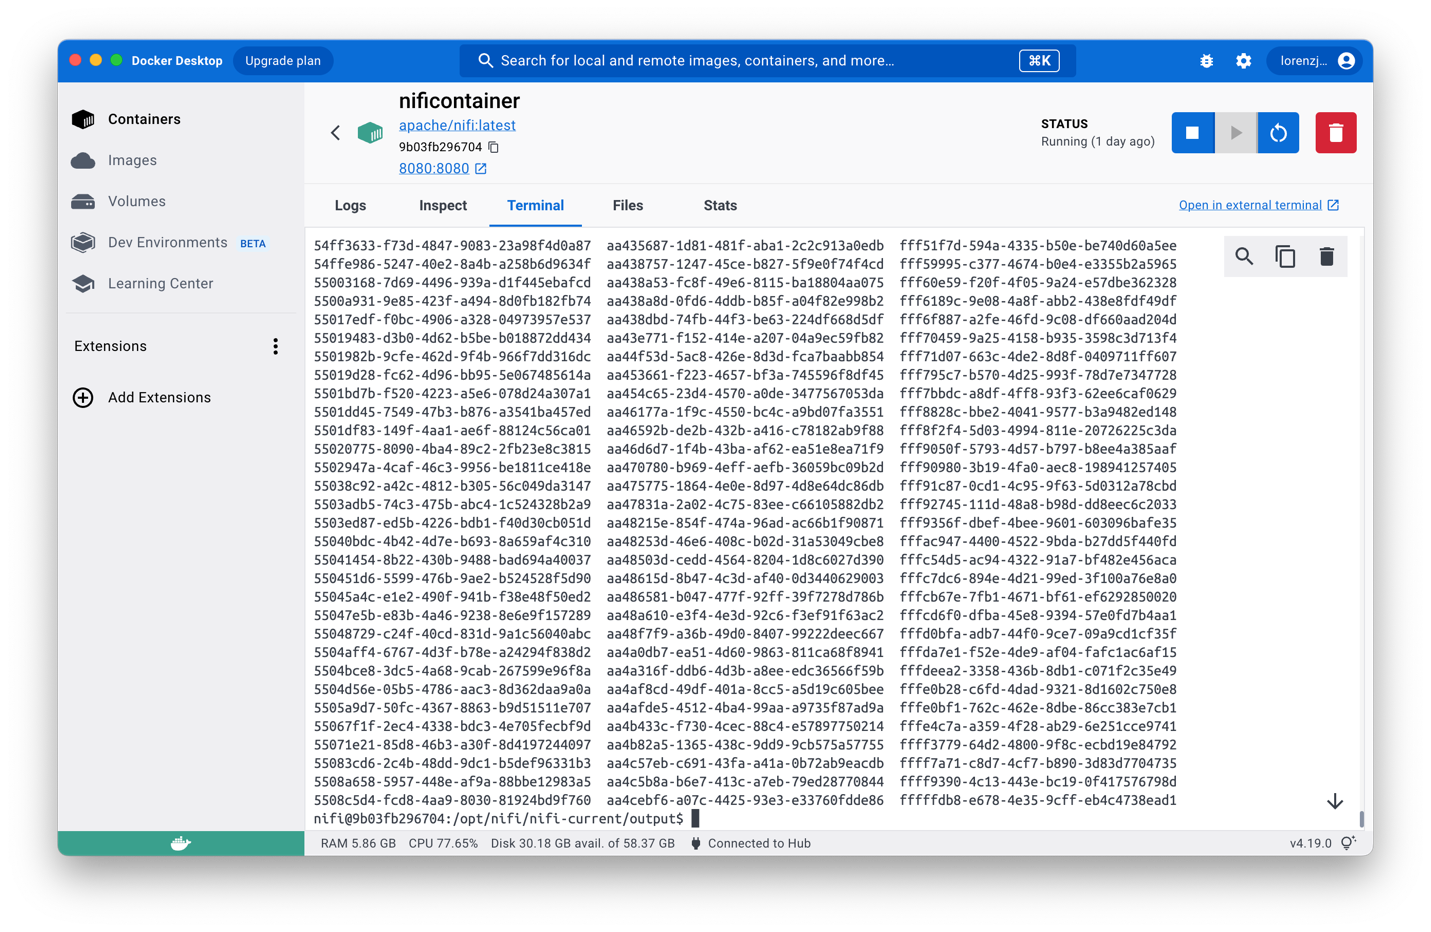 Docker Desktop
Upgrade plan
Search for local and remote images, containers, and more...
⌘K
lorenzj...
Containers
Images
Volumes
Dev Environments BETA
Learning Center
Extensions
Add Extensions
nificontainer
apache/nifi:latest
9b03fb296704
8080:8080
STATUS
Running (1 day ago)
Logs Inspect Terminal Files Stats
Open in external terminal
54ff3633-f73d-4847-9083-23a98f4d0a87 aa435687-1d81-481f-aba1-2c2c913a0edb fff51f7d-594a-4335-b50e-be740d60a5ee
54ffe986-5247-40e2-8a4b-a258b6d9634f aa438757-1247-45ce-b827-5f9e0f74f4cd fff59995-c377-4674-b0e4-e3355b2a5965
55003168-7d69-4496-939a-d1f445ebafcd aa438a53-fc8f-49e6-8115-ba18804aa075 fff60e59-f20f-4f05-9a24-e57dbe362328
5500a931-9e85-423f-a494-8d0fb182fb74 aa438a8d-0fd6-4ddb-b85f-a04f82e998b2 fff6189c-9e08-4a8f-abb2-438e8fdf49df
55017edf-f0bc-4906-a328-04973957e537 aa438dbd-74fb-44f3-be63-224df668d5df fff6f887-a2fe-46fd-9c08-df660aad204d
55019483-d3b0-4d62-b5be-b018872dd434 aa43e771-f152-414e-a207-04a9ec59fb82 fff70459-9a25-4158-b935-3598c3d713f4
5501982b-9cfe-462d-9f4b-966f7dd316dc aa44f53d-5ac8-426e-8d3d-fca7baabb854 fff71d07-663c-4de2-8d8f-0409711ff607
55019d28-fc62-4d96-bb95-5e067485614a aa453661-f223-4657-bf3a-745596f8df45 fff795c7-b570-4d25-993f-78d7e7347728
5501bd7b-f520-4223-a5e6-078d24a307a1 aa454c65-23d4-4570-a0de-3477567053da fff7bbdc-a8df-4ff8-93f3-62ee6caf0629
5501dd45-7549-47b3-b876-a3541ba457ed aa46177a-1f9c-4550-bc4c-a9bd07fa3551 fff8828c-bbe2-4041-9577-b3a9482ed148
5501df83-149f-4aa1-ae6f-88124c56ca01 aa46592b-de2b-432b-a416-c78182ab9f88 fff8f2f4-5d03-4994-811e-20726225c3da
55020775-8090-4ba4-89c2-2fb23e8c3815 aa46d6d7-1f4b-43ba-af62-ea51e8ea71f9 fff9050f-5793-4d57-b797-b8ee4a385aaf
5502947a-4caf-46c3-9956-be1811ce418e aa470780-b969-4eff-aefb-36059bc09b2d fff90980-3b19-4fa0-aec8-198941257405
55038c92-a42c-4812-b305-56c049da3147 aa475775-1864-4e0e-8d97-4d8e64dc86db fff91c87-0cd1-4c95-9f63-5d0312a78cbd
5503adb5-74c3-475b-abc4-1c524328b2a9 aa47831a-2a02-4c75-83ee-c66105882db2 fff92745-111d-48a8-b98d-dd8eec6c2033
5503ed87-ed5b-4226-bdb1-f40d30cb051d aa48215e-854f-474a-96ad-ac66b1f90871 fff9356f-dbef-4bee-9601-603096bafe35
55040bdc-4b42-4d7e-b693-8a659af4c310 aa48253d-46e6-408c-b02d-31a53049cbe8 fffac947-4400-4522-9bda-b27dd5f440fd
55041454-8b22-430b-9488-bad694a40037 aa48503d-cedd-4564-8204-1d8c6027d390 fffc54d5-ac94-4322-91a7-bf482e456aca
550451d6-5599-476b-9ae2-b524528f5d90 aa48615d-8b47-4c3d-af40-0d3440629003 fffc7dc6-894e-4d21-99ed-3f100a76e8a0
55045a4c-e1e2-490f-941b-f38e48f50ed2 aa486581-b047-477f-92ff-39f7278d786b fffcb67e-7fb1-4671-bf61-ef6292850020
55047e5b-e83b-4a46-9238-8e6e9f157289 aa48a610-e3f4-4e3d-92c6-f3ef91f63ac2 fffcd6f0-dfba-45e8-9394-57e0fd7b4aa1
55048729-c24f-40cd-831d-9a1c56040abc aa48f7f9-a36b-49d0-8407-99222deec667 fffd0bfa-adb7-44f0-9ce7-09a9cd1cf35f
5504aff4-6767-4d3f-b78e-a24294f838d2 aa4a0db7-ea51-4d60-9863-811ca68f8941 fffda7e1-f52e-4de9-af04-fafc1ac6af15
5504bce8-3dc5-4a68-9cab-267599e96f8a aa4a316f-ddb6-4d3b-a8ee-edc36566f59b fffdeea2-3358-436b-8db1-c071f2c35e49
5504d56e-05b5-4786-aac3-8d362daa9a0a aa4af8cd-49df-401a-8cc5-a5d19c605bee fffe0b28-c6fd-4dad-9321-8d1602c750e8
5505a9d7-50fc-4367-8863-b9d51511e707 aa4afde5-4512-4ba4-99aa-a9735f87ad9a fffe0bf1-762c-462e-8dbe-86cc383e7cb1
55067f1f-2ec4-4338-bdc3-4e705fecbf9d aa4b433c-f730-4cec-88c4-e57897750214 fffe4c7a-a359-4f28-ab29-6e251cce9741
55071e21-85d8-46b3-a30f-8d4197244097 aa4b82a5-1365-438c-9dd9-9cb575a57755 ffff3779-64d2-4800-9f8c-ecbd19e84792
55083cd6-2c4b-48dd-9dc1-b5def96331b3 aa4c57eb-c691-43fa-a41a-0b72ab9eacdb ffff7a71-c8d7-4cf7-b890-3d83d7704735
5508a658-5957-448e-af9a-88bbe12983a5 aa4c5b8a-b6e7-413c-a7eb-79ed28770844 ffff9390-4c13-443e-bc19-0f417576798d
5508c5d4-fcd8-4aa9-8030-81924bd9f760 aa4cebf6-a07c-4425-93e3-e33760fdde86 fffffdb8-e678-4e35-9cff-eb4c4738ead1
nifi@9b03fb296704:/opt/nifi/nifi-current/output$
RAM 5.86 GB CPU 77.65% Disk 30.18 GB avail. of 58.37 GB Connected to Hub
v4.19.0